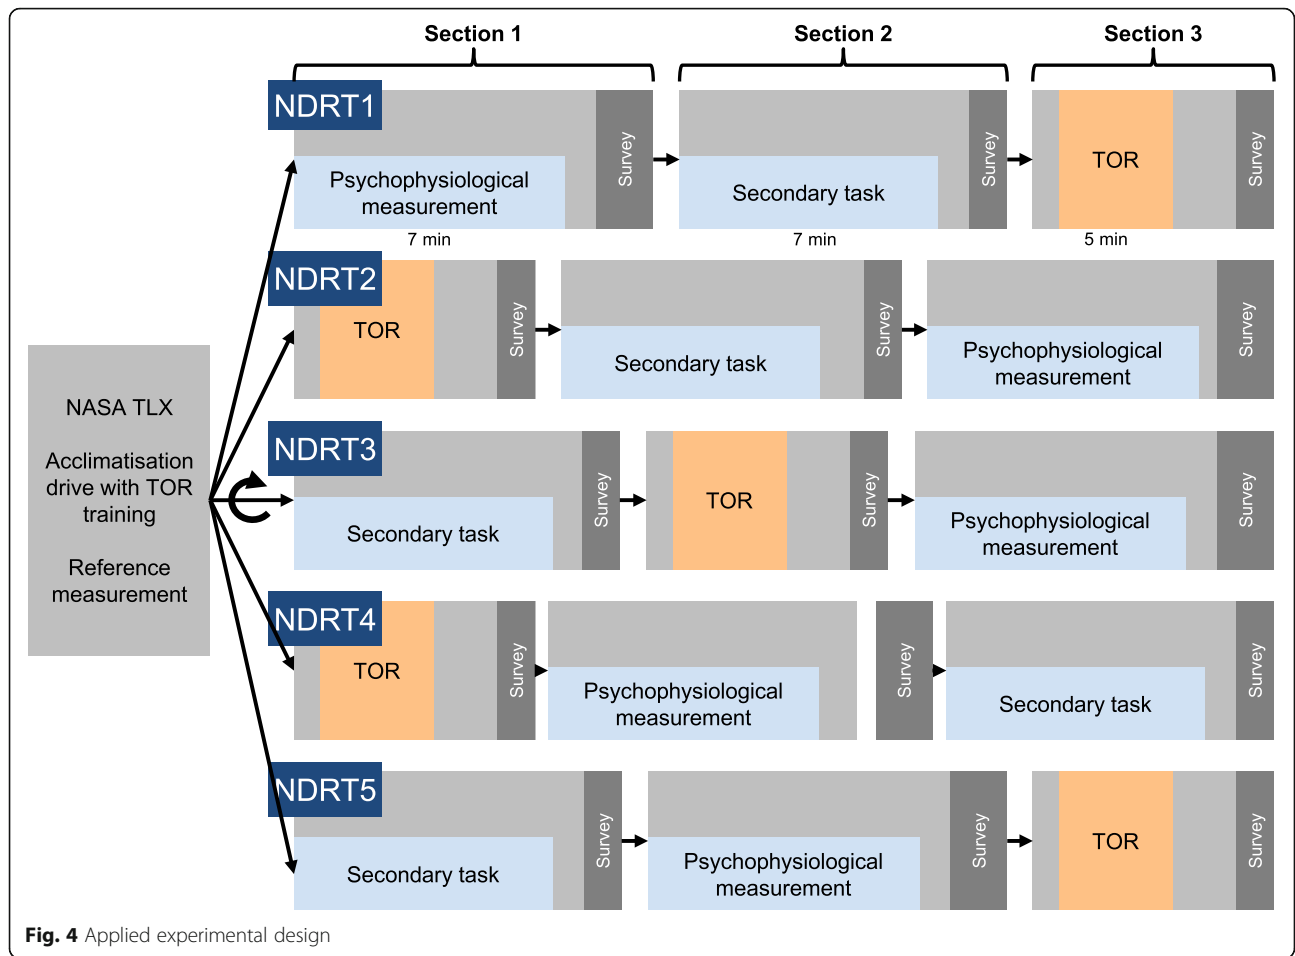 Section 1
Section 2
Section 3
NDRT1
Psychophysiological
measurement
Survey
Secondary task
Survey
TOR
Survey
7 min
7 min
5 min
NDRT2
TOR
Survey
Secondary task
Survey
Psychophysiological
measurement
Survey
NASA TLX
Acclimatisation
drive with TOR
training
Reference
measurement
NDRT3
Secondary task
Survey
TOR
Survey
Psychophysiological
measurement
Survey
NDRT4
TOR
Survey
Psychophysiological
measurement
Survey
Secondary task
Survey
NDRT5
Secondary task
Survey
Psychophysiological
measurement
Survey
TOR
Survey
Fig. 4 Applied experimental design